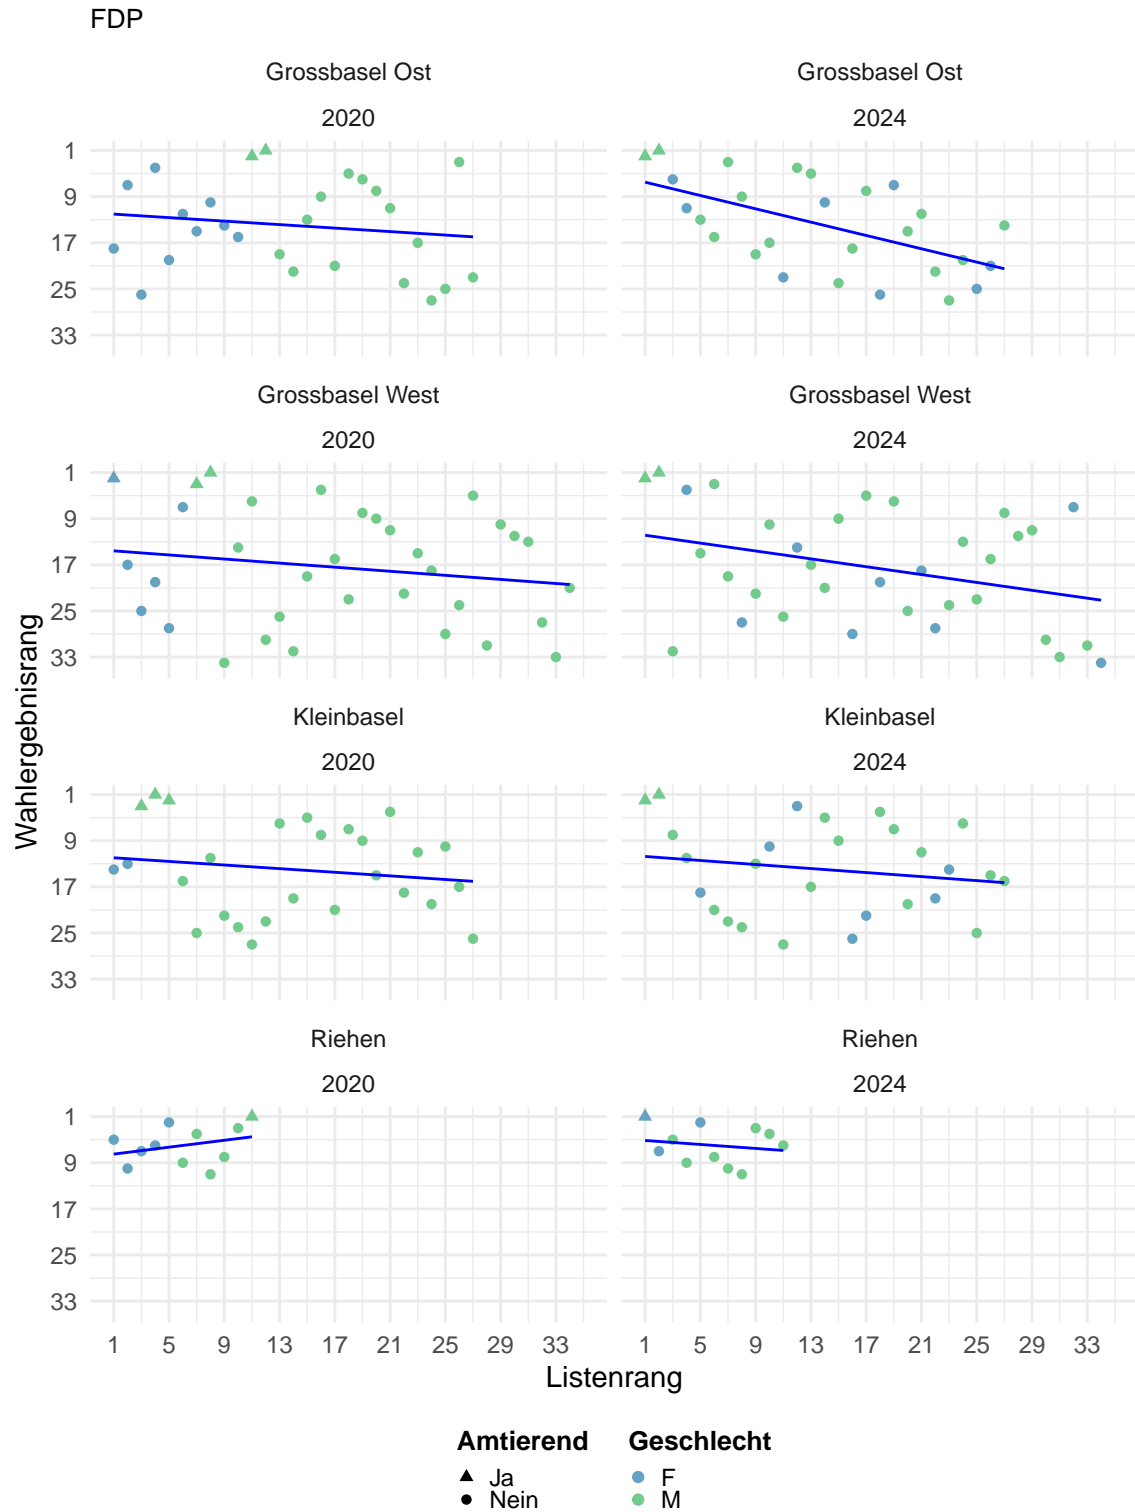 FDP
Grossbasel Ost Grossbasel Ost
2020 2024
1
9
17
25
33
Grossbasel West Grossbasel West
2020 2024
1
9
17
25
33
Kleinbasel Kleinbasel
2020 2024
1
9
17
25
33
Riehen Riehen
2020 2024
1
9
17
25
33
Wahlergebnisrang
1 5 9 13 17 21 25 29 33 1 5 9 13 17 21 25 29 33
Listenrang
Amtierend Geschlecht
Ja F
Nein M